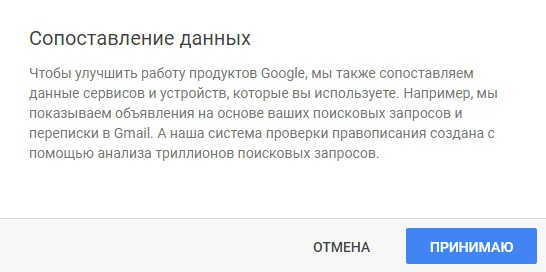 Сопоставление данных
Чтобы улучшить работу продуктов Google, мы также сопоставляем
данные сервисов и устройств, которые вы используете. Например, мы
показываем объявления на основе ваших поисковых запросов и
переписки в Gmail. А наша система проверки правописания создана с
помощью анализа триллионов поисковых запросов.
ОТМЕНА
ПРИНИМАЮ